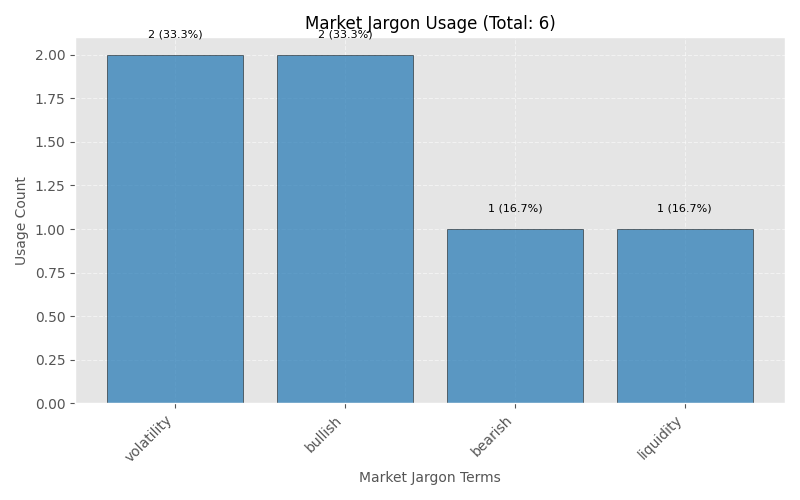 Market Jargon Usage (Total: 6)
2 (33.3%)
2 (33.3%)
1 (16.7%)
1 (16.7%)
2.00
1.75
1.50
1.25
1.00
0.75
0.50
0.25
0.00
Usage Count
volatility
bullish
bearish
liquidity
Market Jargon Terms